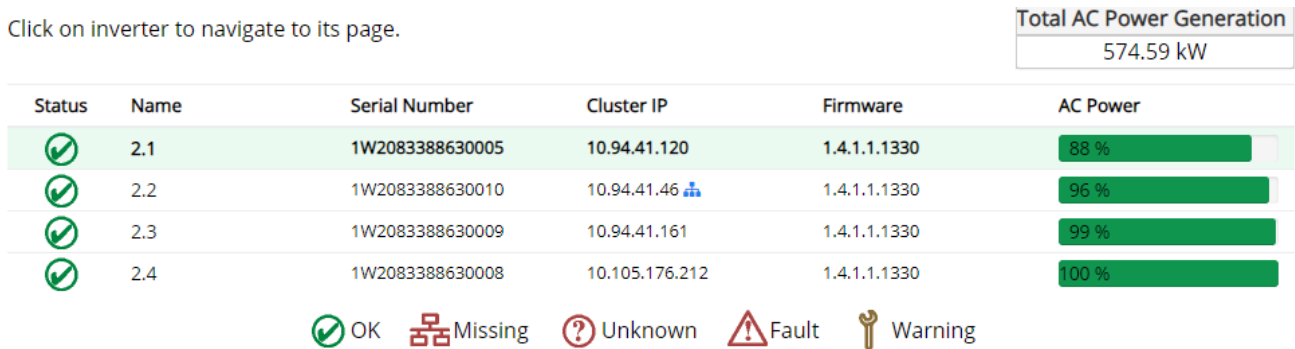 Click on inverter to navigate to its page.
Total AC Power Generation
574.59 kW
Status Name Serial Number Cluster IP Firmware AC Power
2.1 1W2083388630005 10.94.41.120 1.4.1.1.1330 88 %
2.2 1W2083388630010 10.94.41.46 1.4.1.1.1330 96 %
2.3 1W2083388630009 10.94.41.161 1.4.1.1.1330 99 %
2.4 1W2083388630008 10.105.176.212 1.4.1.1.1330 100 %
OK Missing Unknown Fault Warning